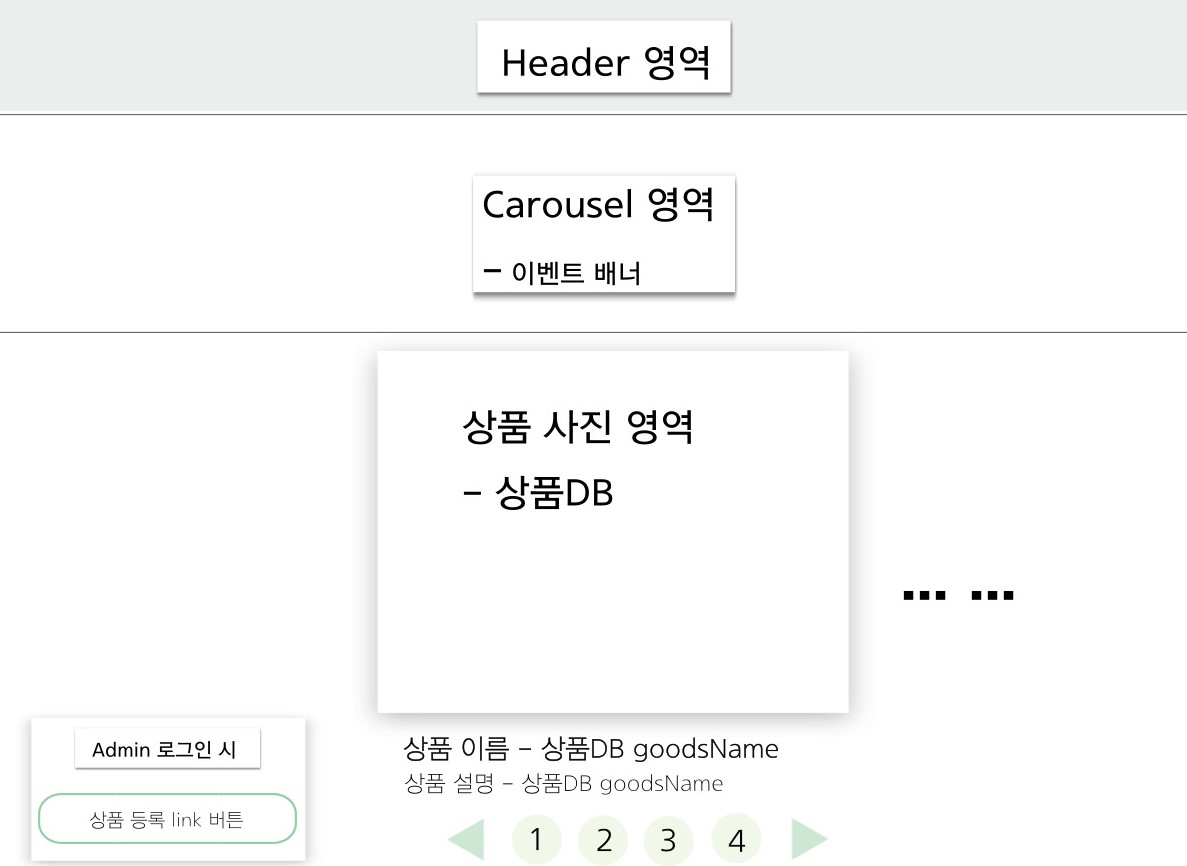 Header 영역
Carousel 영역
- 이벤트 배너
상품 사진 영역
- 상품DB
... ...
Admin 로그인 시
상품 등록 link 버튼
상품 이름 - 상품DB goodsName
상품 설명 - 상품DB goodsName
1 2 3 4